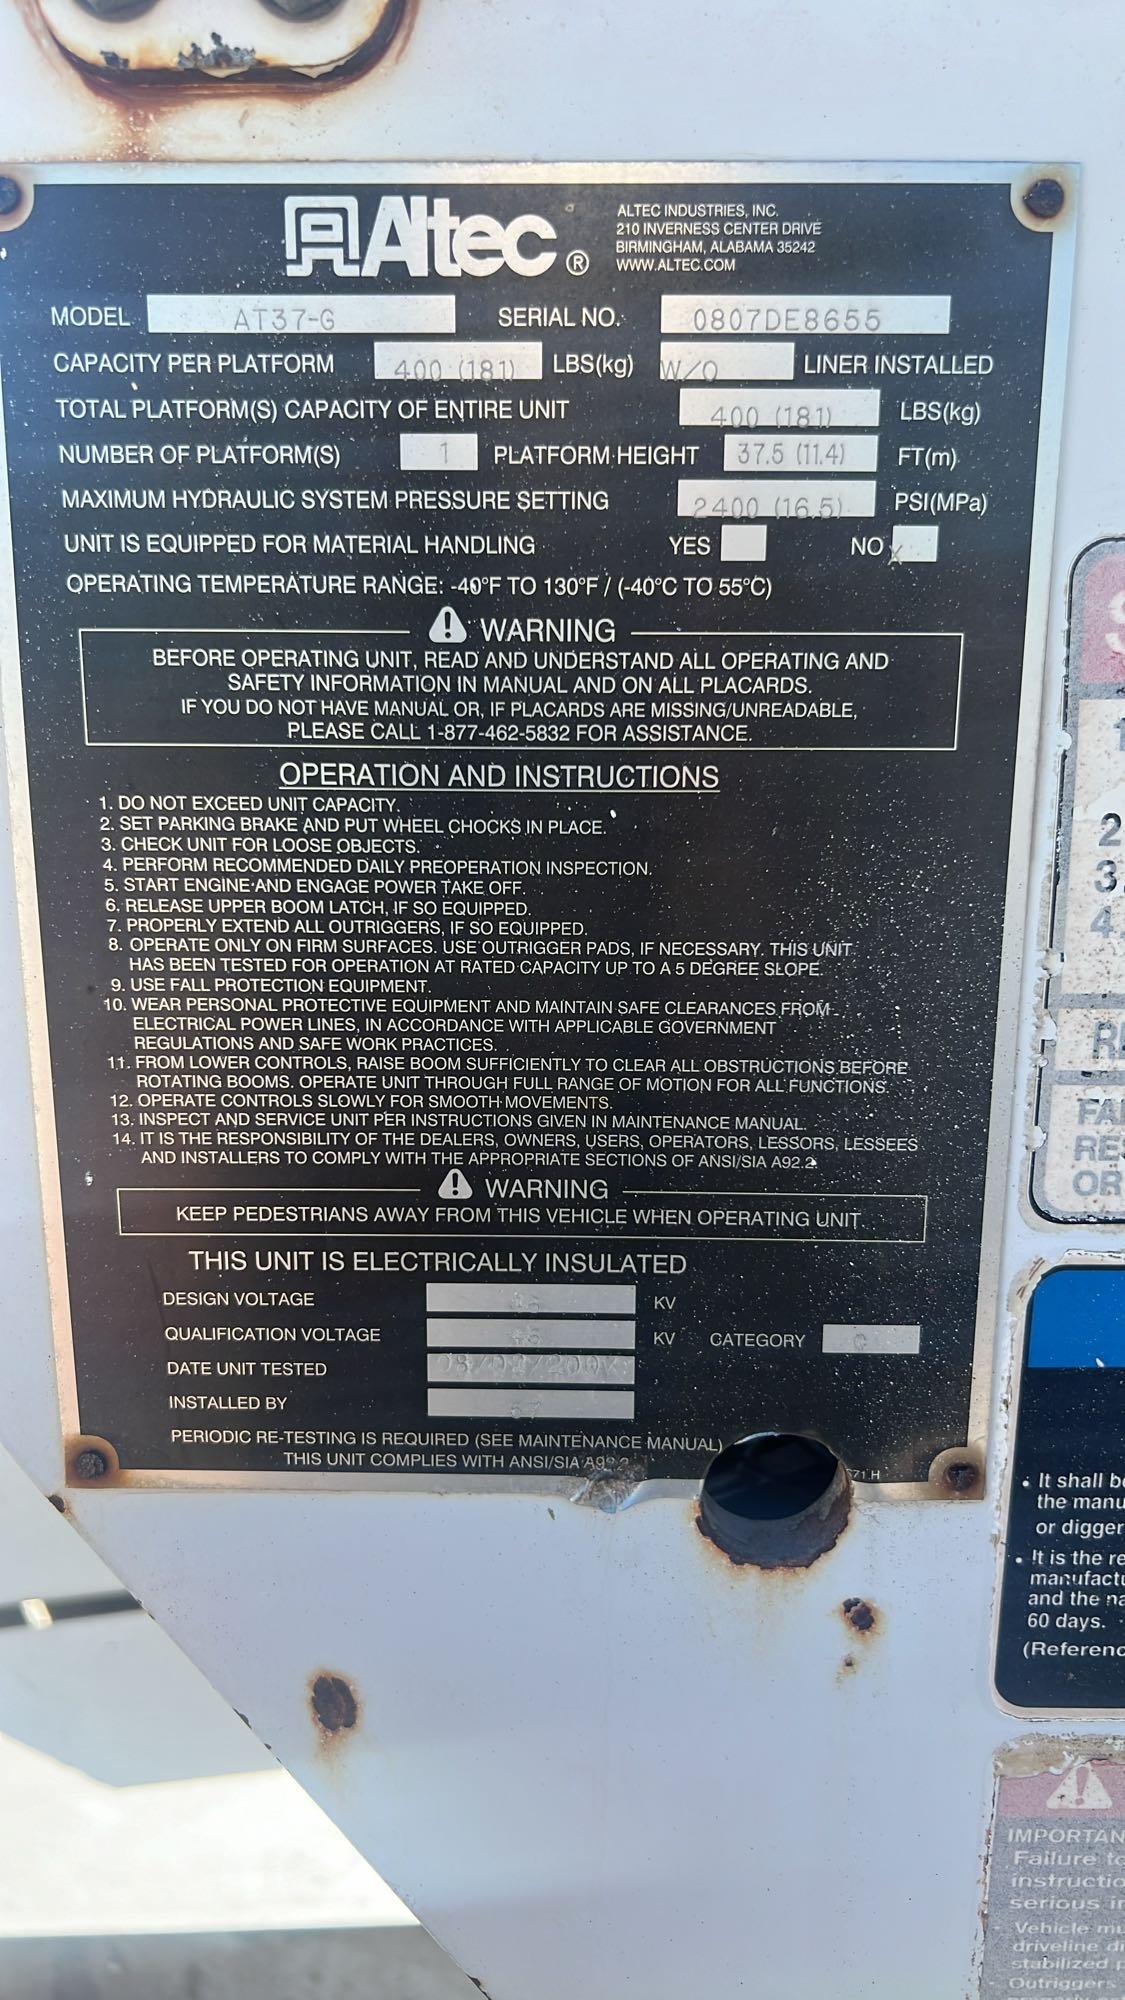 Altec ®
ALTEC INDUSTRIES, INC.
210 INVERNESS CENTER DRIVE
BIRMINGHAM, ALABAMA 35242
WWW.ALTEC.COM
MODEL AT37-G SERIAL NO. 0807DE8655
CAPACITY PER PLATFORM 400 (181) LBS(kg) W/O LINER INSTALLED
TOTAL PLATFORM(S) CAPACITY OF ENTIRE UNIT 400 (181) LBS(kg)
NUMBER OF PLATFORM(S) 1 PLATFORM HEIGHT 37.5 (11.4) FT(m)
MAXIMUM HYDRAULIC SYSTEM PRESSURE SETTING 2400 (16.5) PSI(MPa)
UNIT IS EQUIPPED FOR MATERIAL HANDLING YES NO X
OPERATING TEMPERATURE RANGE: -40°F TO 130°F / (-40°C TO 55°C)
WARNING
BEFORE OPERATING UNIT, READ AND UNDERSTAND ALL OPERATING AND
SAFETY INFORMATION IN MANUAL AND ON ALL PLACARDS.
IF YOU DO NOT HAVE MANUAL OR, IF PLACARDS ARE MISSING/UNREADABLE,
PLEASE CALL 1-877-462-5832 FOR ASSISTANCE.
OPERATION AND INSTRUCTIONS
1. DO NOT EXCEED UNIT CAPACITY.
2. SET PARKING BRAKE AND PUT WHEEL CHOCKS IN PLACE.
3. CHECK UNIT FOR LOOSE OBJECTS.
4. PERFORM RECOMMENDED DAILY PREOPERATION INSPECTION.
5. START ENGINE AND ENGAGE POWER TAKE OFF.
6. RELEASE UPPER BOOM LATCH, IF SO EQUIPPED.
7. PROPERLY EXTEND ALL OUTRIGGERS, IF SO EQUIPPED.
8. OPERATE ONLY ON FIRM SURFACES. USE OUTRIGGER PADS, IF NECESSARY. THIS UNIT
HAS BEEN TESTED FOR OPERATION AT RATED CAPACITY UP TO A 5 DEGREE SLOPE.
9. USE FALL PROTECTION EQUIPMENT.
10. WEAR PERSONAL PROTECTIVE EQUIPMENT AND MAINTAIN SAFE CLEARANCES FROM
ELECTRICAL POWER LINES, IN ACCORDANCE WITH APPLICABLE GOVERNMENT
REGULATIONS AND SAFE WORK PRACTICES.
11. FROM LOWER CONTROLS, RAISE BOOM SUFFICIENTLY TO CLEAR ALL OBSTRUCTIONS BEFORE
ROTATING BOOMS. OPERATE UNIT THROUGH FULL RANGE OF MOTION FOR ALL FUNCTIONS.
12. OPERATE CONTROLS SLOWLY FOR SMOOTH MOVEMENTS.
13. INSPECT AND SERVICE UNIT PER INSTRUCTIONS GIVEN IN MAINTENANCE MANUAL.
14. IT IS THE RESPONSIBILITY OF THE DEALERS, OWNERS, USERS, OPERATORS, LESSORS, LESSEES
AND INSTALLERS TO COMPLY WITH THE APPROPRIATE SECTIONS OF ANSI/SIA A92.2.
WARNING
KEEP PEDESTRIANS AWAY FROM THIS VEHICLE WHEN OPERATING UNIT
THIS UNIT IS ELECTRICALLY INSULATED
DESIGN VOLTAGE KV
QUALIFICATION VOLTAGE KV CATEGORY C
DATE UNIT TESTED
INSTALLED BY
PERIODIC RE-TESTING IS REQUIRED (SEE MAINTENANCE MANUAL)
THIS UNIT COMPLIES WITH ANSI/SIA A92.2
71 H
1
2
3.
4.
FA
RE
OR
• It shall b
the manu
or digger
• It is the re
manufactu
and the na
60 days.
(Referenc
IMPORTAN
Failure to
instructio
serious in
Vehicle mu
driveline di
stabilized p
Outriggers